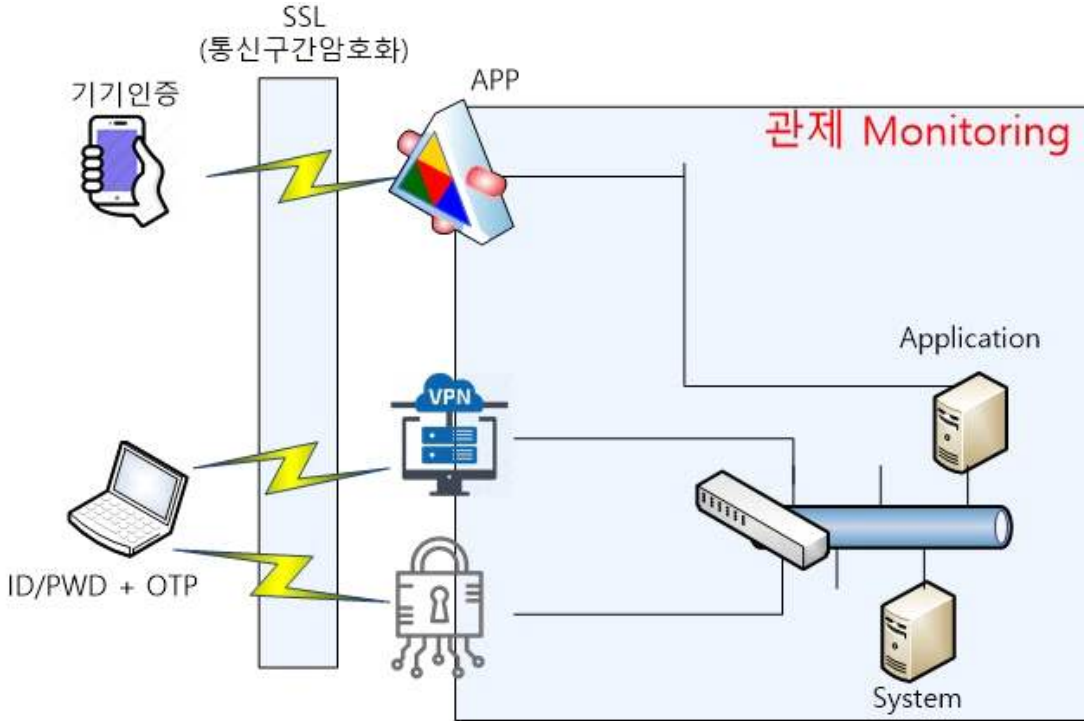 SSL
(통신구간암호화)
기기인증
APP
관제 Monitoring
Application
VPN
ID/PWD + OTP
System